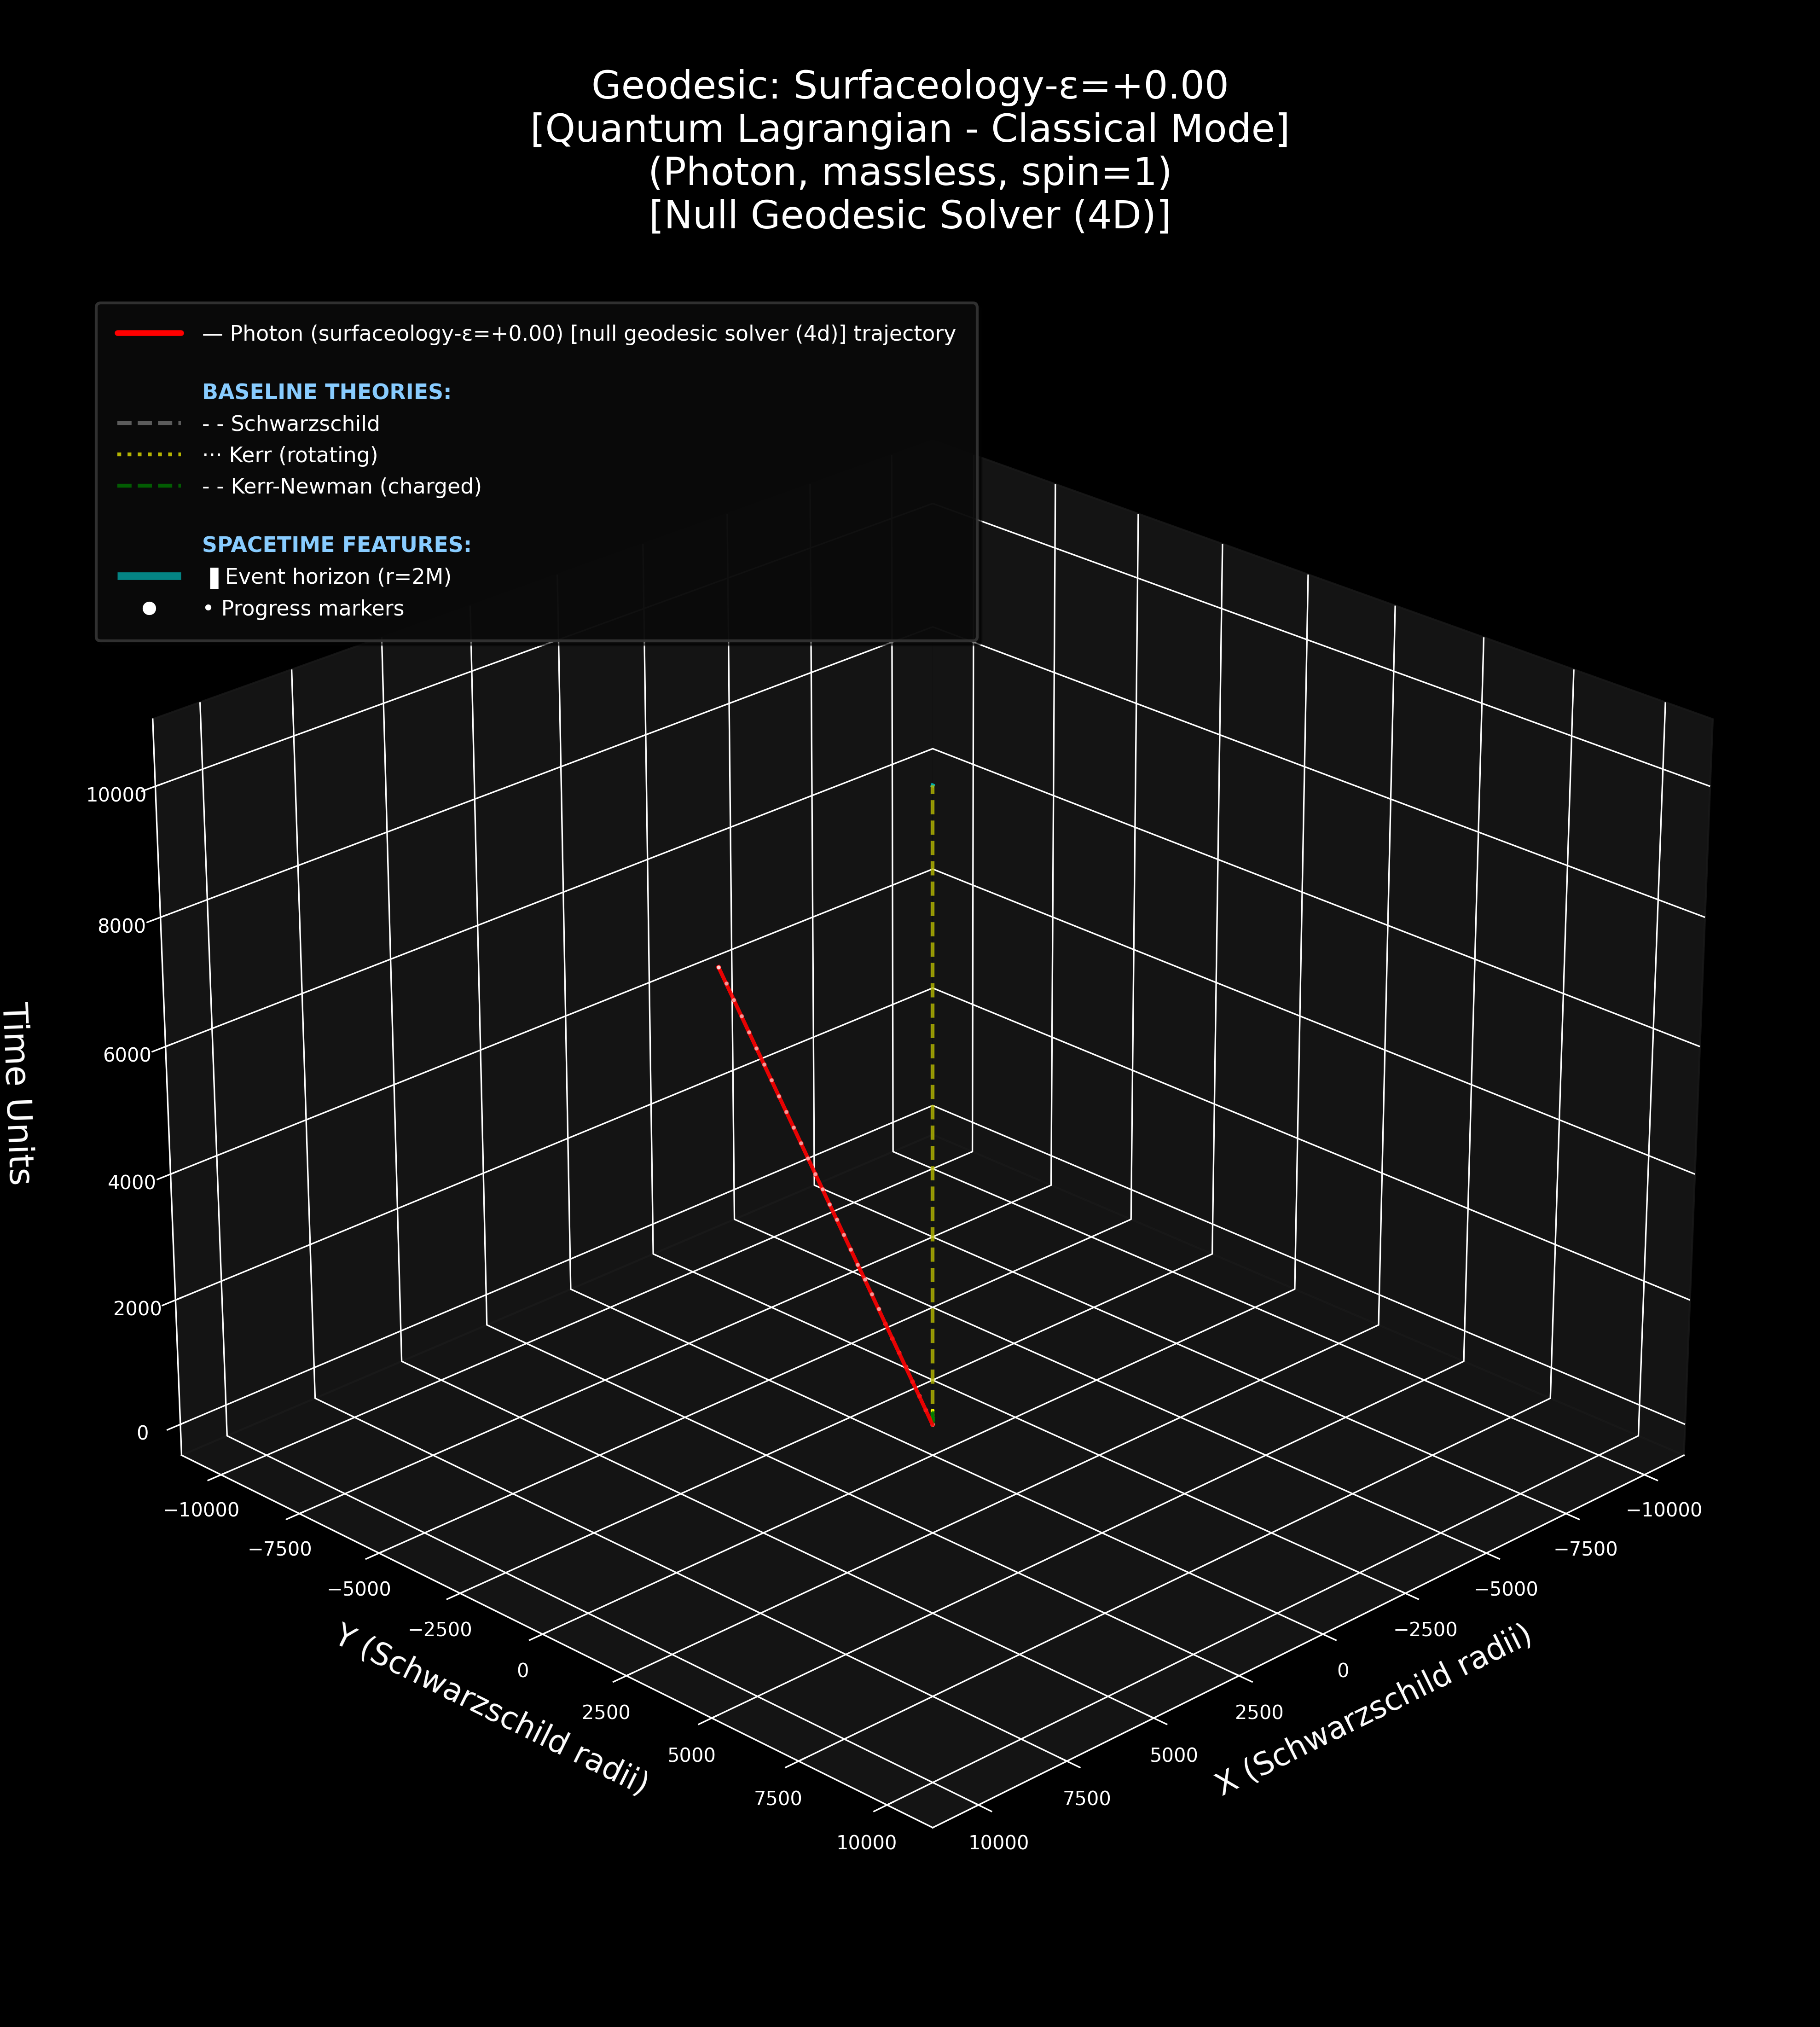 Geodesic: Surfaceology-ε=+0.00
[Quantum Lagrangian - Classical Mode]
(Photon, massless, spin=1)
[Null Geodesic Solver (4D)]
— Photon (surfaceology-ε=+0.00) [null geodesic solver (4d)] trajectory
BASELINE THEORIES:
- - Schwarzschild
··· Kerr (rotating)
- - Kerr-Newman (charged)
SPACETIME FEATURES:
▌Event horizon (r=2M)
• Progress markers
10000
8000
6000
4000
2000
0
Time Units
−10000
−7500
−5000
−2500
0
2500
5000
7500
10000
Y (Schwarzschild radii)
10000
7500
5000
2500
0
−2500
−5000
−7500
−10000
X (Schwarzschild radii)